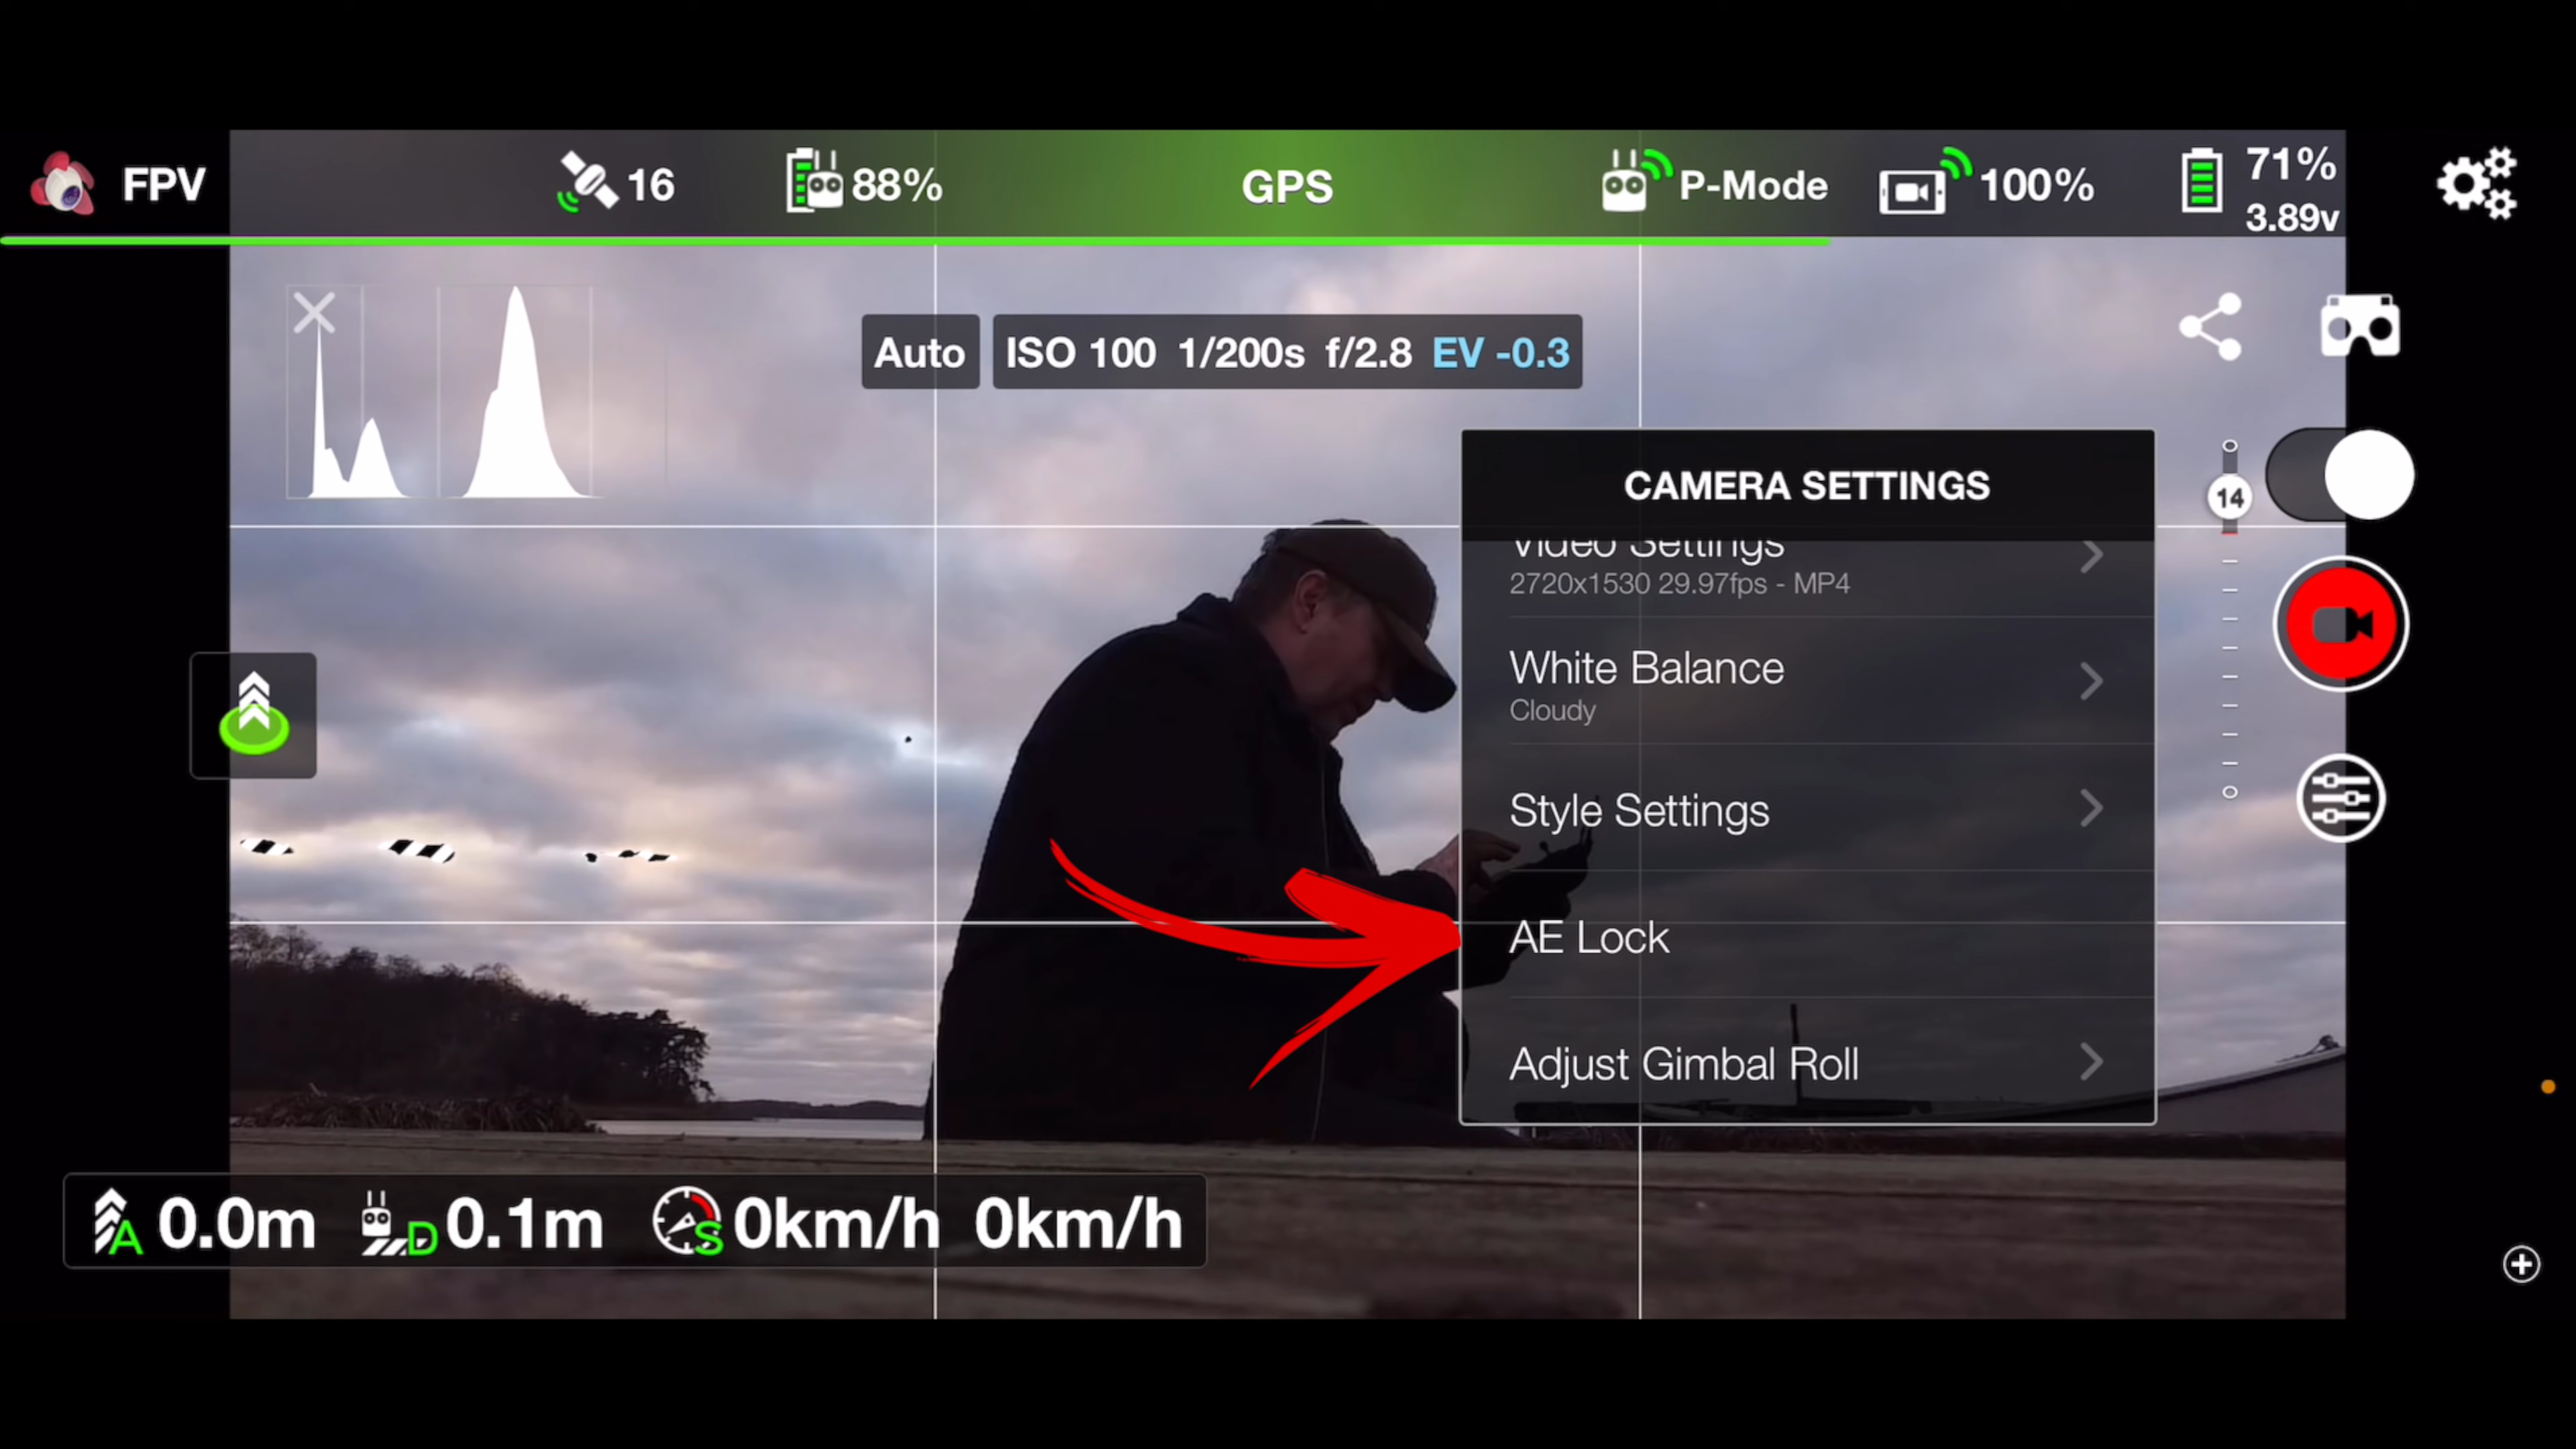 FPV
16
88%
GPS
P-Mode
100%
71%
3.89v
Auto
ISO 100 1/200s f/2.8 EV -0.3
CAMERA SETTINGS
Video Settings
2720x1530 29.97fps - MP4
14
White Balance
Cloudy
Style Settings
AE Lock
Adjust Gimbal Roll
A 0.0m D 0.1m S 0km/h 0km/h